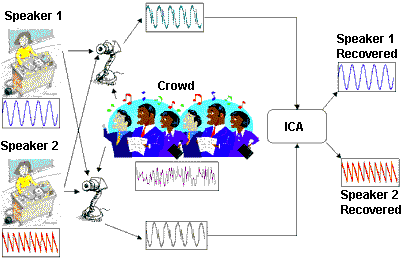 Speaker 1
Crowd
Speaker 1
Recovered
ICA
Speaker 2
Speaker 2
Recovered